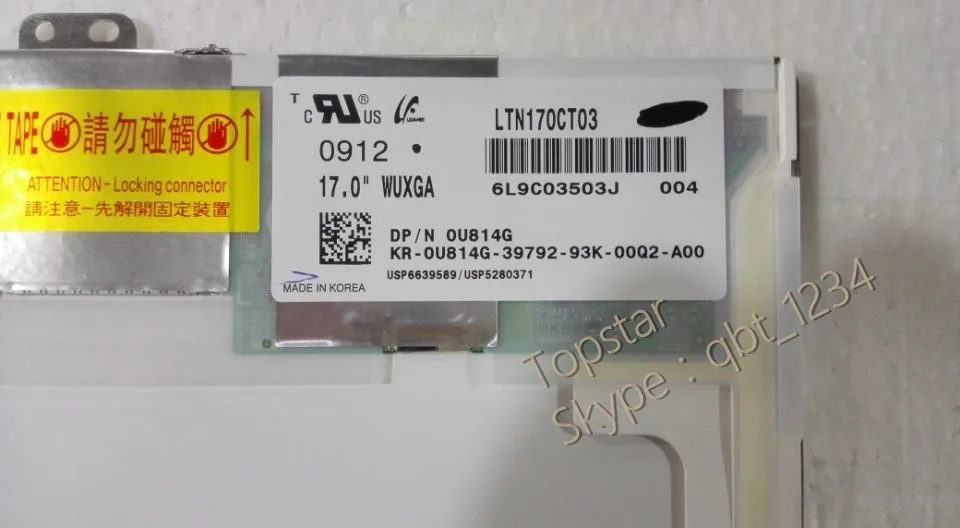 TAPE 請勿碰觸
ATTENTION - Locking connector
請注意-先解開固定裝置
T
c RU ® US
LTN170CT03
0912
17.0" WUXGA
6L9C03503J 004
DP/N 0U814G
KR-0U814G-39792-93K-00Q2-A00
USP6639589/USP5280371
MADE IN KOREA
Topstar
Skype : qbt_1234